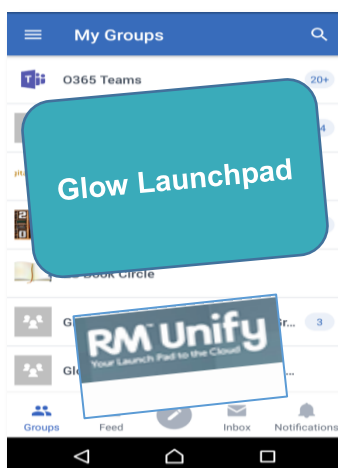 My Groups
O365 Teams
20+
4
Glow Launchpad
Book Circle
RM Unify
Your Launch Pad to the Cloud
3
Groups
Feed
Inbox
Notifications